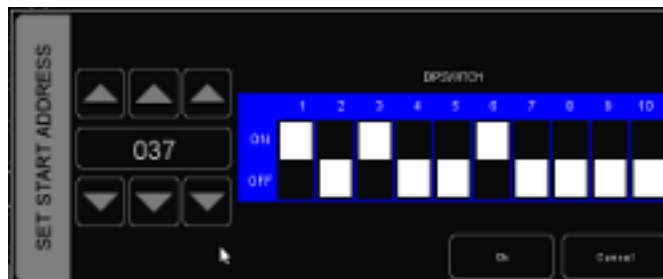 SET START ADDRESS
DIPSWITCH
1 2 3 4 5 6 7 8 9 10
ON
037
OFF
Ok Cancel